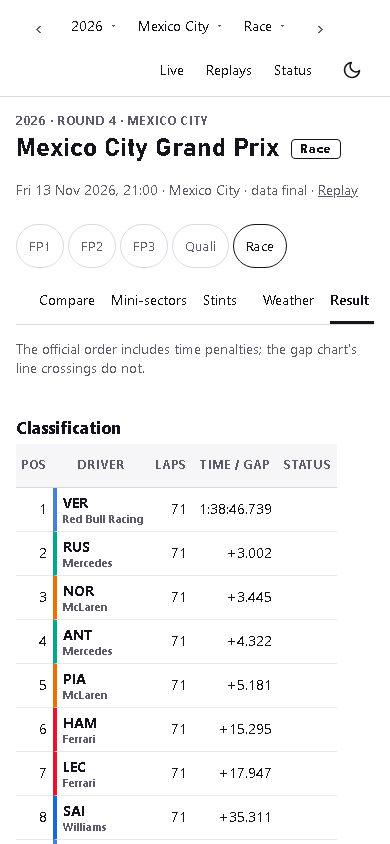 ‹ 2026 Mexico City Race ›
Live Replays Status
2026 · ROUND 4 · MEXICO CITY
Mexico City Grand Prix Race
Fri 13 Nov 2026, 21:00 · Mexico City · data final · Replay
FP1 FP2 FP3 Quali Race
Compare Mini-sectors Stints Weather Result
The official order includes time penalties; the gap chart's
line crossings do not.
Classification
POS DRIVER LAPS TIME / GAP STATUS
1 VER 71 1:38:46.739
Red Bull Racing
2 RUS 71 +3.002
Mercedes
3 NOR 71 +3.445
McLaren
4 ANT 71 +4.322
Mercedes
5 PIA 71 +5.181
McLaren
6 HAM 71 +15.295
Ferrari
7 LEC 71 +17.947
Ferrari
8 SAI 71 +35.311
Williams